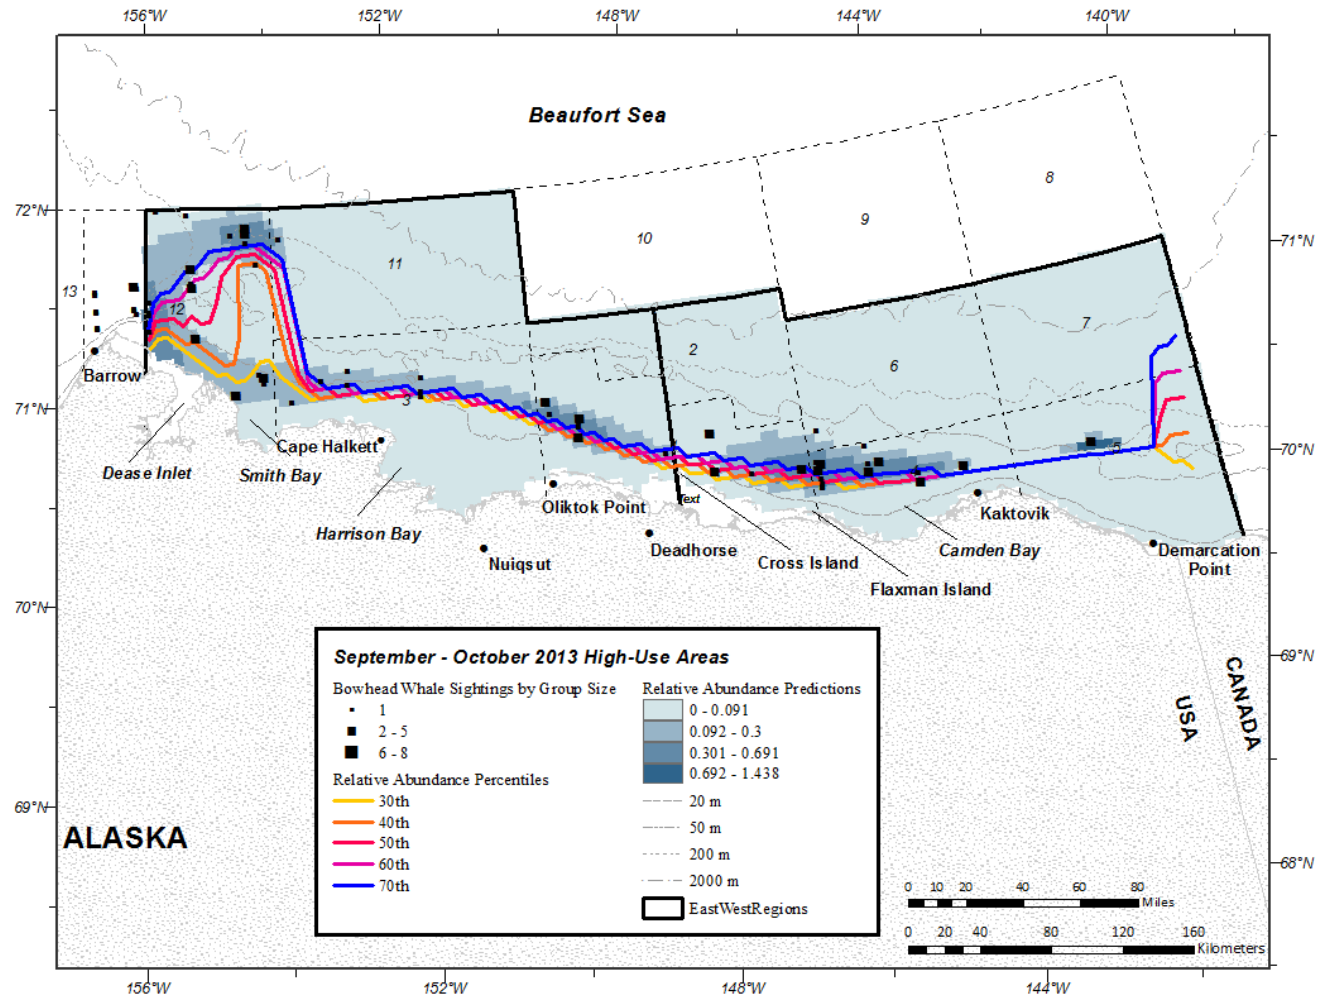 156°W 152°W 148°W 144°W 140°W
Beaufort Sea
72°N
71°N
8
9
10
11
13
12
7
2
6
Barrow
71°N
3
70°N
5
Cape Halkett
Dease Inlet
Smith Bay
Text
Oliktok Point
Kaktovik
Harrison Bay
Deadhorse
Camden Bay
Demarcation
Point
Nuiqsut
Cross Island
Flaxman Island
70°N
September - October 2013 High-Use Areas
69°N
Bowhead Whale Sightings by Group Size
1
2 - 5
6 - 8
Relative Abundance Percentiles
30th
40th
50th
60th
70th
Relative Abundance Predictions
0 - 0.091
0.092 - 0.3
0.301 - 0.691
0.692 - 1.438
20 m
50 m
200 m
2000 m
EastWestRegions
CANADA
USA
69°N
ALASKA
68°N
0 10 20 40 60 80
Miles
0 20 40 80 120 160
Kilometers
156°W 152°W 148°W 144°W